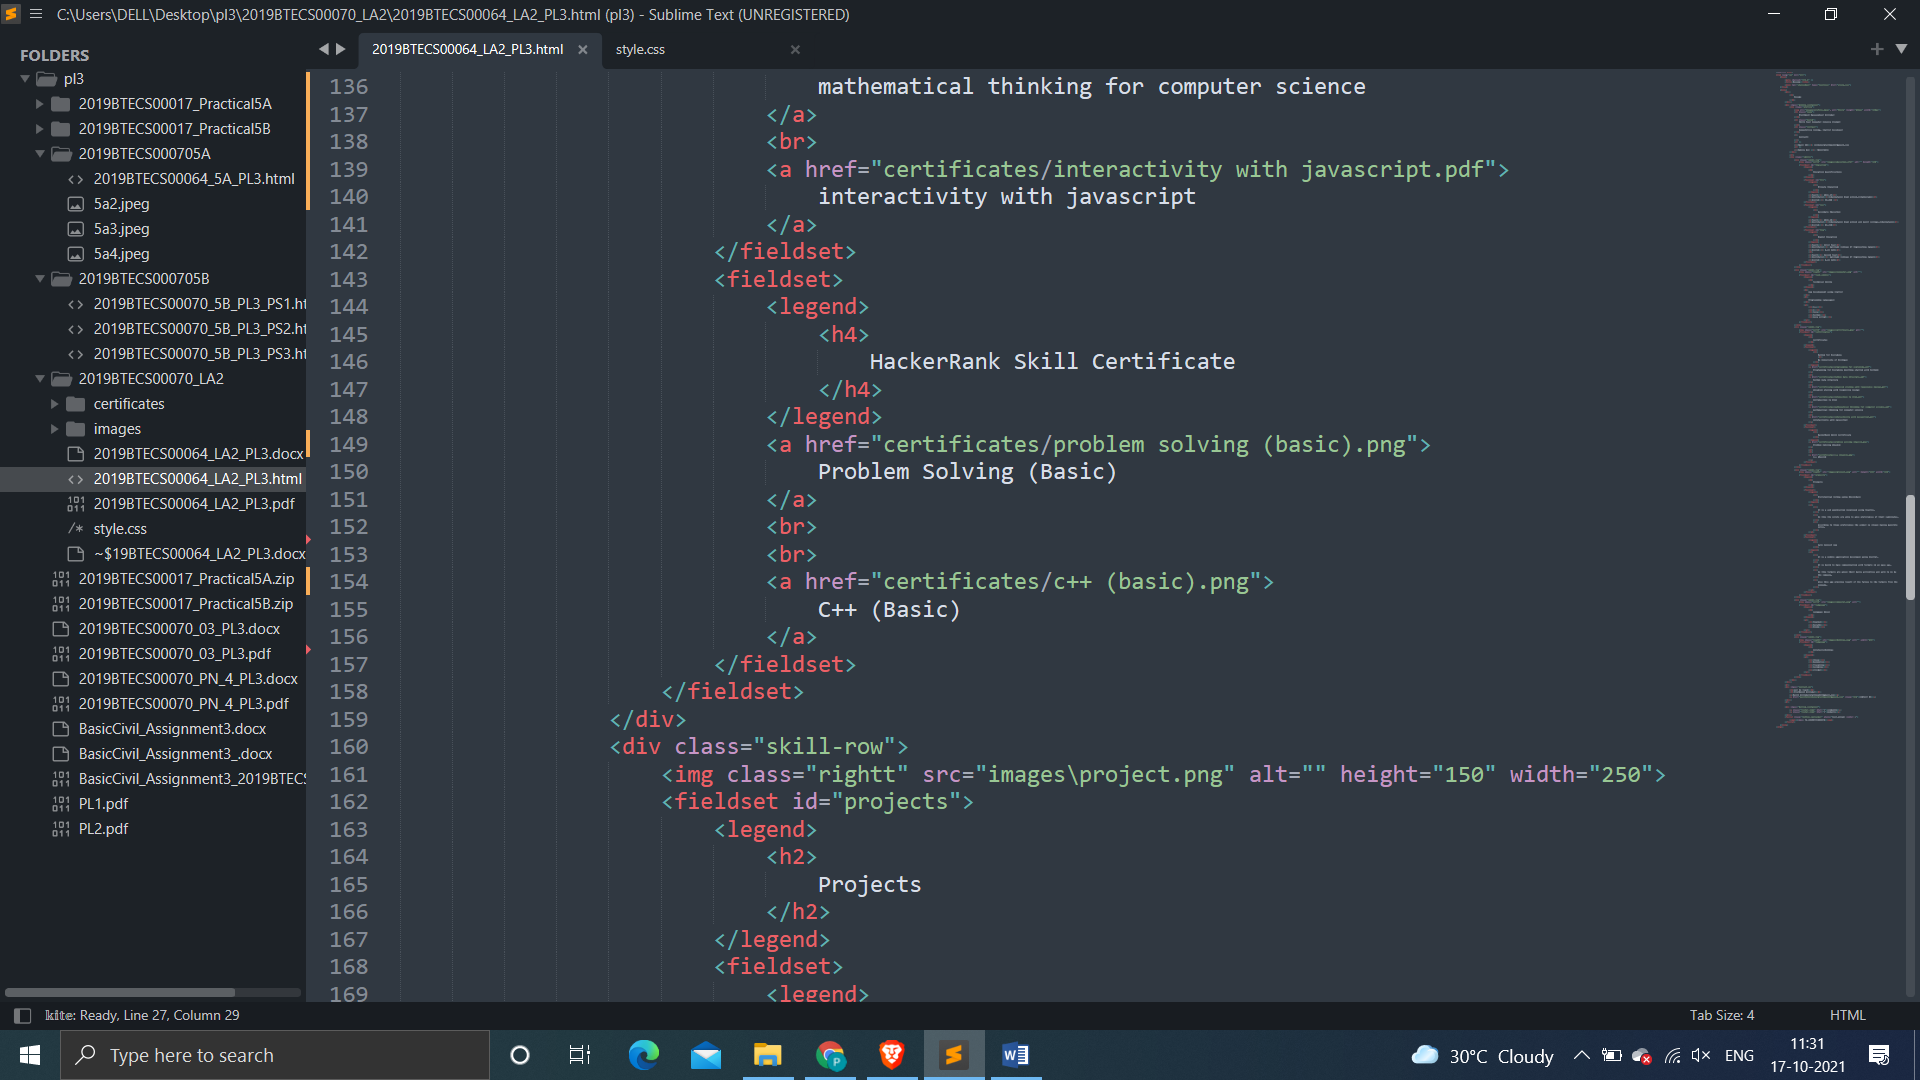 C:\Users\DELL\Desktop\pl3\2019BTECS00070_LA2\2019BTECS00064_LA2_PL3.html (pl3) - Sublime Text (UNREGISTERED)
FOLDERS
pl3
2019BTECS00017_Practical5A
2019BTECS00017_Practical5B
2019BTECS000705A
2019BTECS00064_5A_PL3.html
5a2.jpeg
5a3.jpeg
5a4.jpeg
2019BTECS000705B
2019BTECS00070_5B_PL3_PS1.ht
2019BTECS00070_5B_PL3_PS2.ht
2019BTECS00070_5B_PL3_PS3.ht
2019BTECS00070_LA2
certificates
images
2019BTECS00064_LA2_PL3.docx
2019BTECS00064_LA2_PL3.html
2019BTECS00064_LA2_PL3.pdf
/* style.css
~$19BTECS00064_LA2_PL3.docx
2019BTECS00017_Practical5A.zip
2019BTECS00017_Practical5B.zip
2019BTECS00070_03_PL3.docx
2019BTECS00070_03_PL3.pdf
2019BTECS00070_PN_4_PL3.docx
2019BTECS00070_PN_4_PL3.pdf
BasicCivil_Assignment3.docx
BasicCivil_Assignment3_.docx
BasicCivil_Assignment3_2019BTECS
PL1.pdf
PL2.pdf
2019BTECS00064_LA2_PL3.html
style.css
136 mathematical thinking for computer science
137 </a>
138 <br>
139 <a href="certificates/interactivity with javascript.pdf">
140 interactivity with javascript
141 </a>
142 </fieldset>
143 <fieldset>
144 <legend>
145 <h4>
146 HackerRank Skill Certificate
147 </h4>
148 </legend>
149 <a href="certificates/problem solving (basic).png">
150 Problem Solving (Basic)
151 </a>
152 <br>
153 <br>
154 <a href="certificates/c++ (basic).png">
155 C++ (Basic)
156 </a>
157 </fieldset>
158 </fieldset>
159 </div>
160 <div class="skill-row">
161 <img class="rightt" src="images\project.png" alt="" height="150" width="250">
162 <fieldset id="projects">
163 <legend>
164 <h2>
165 Projects
166 </h2>
167 </legend>
168 <fieldset>
169 <legend>
kite: Ready, Line 27, Column 29
Tab Size: 4
HTML
Type here to search
30°C Cloudy
ENG
11:31
17-10-2021